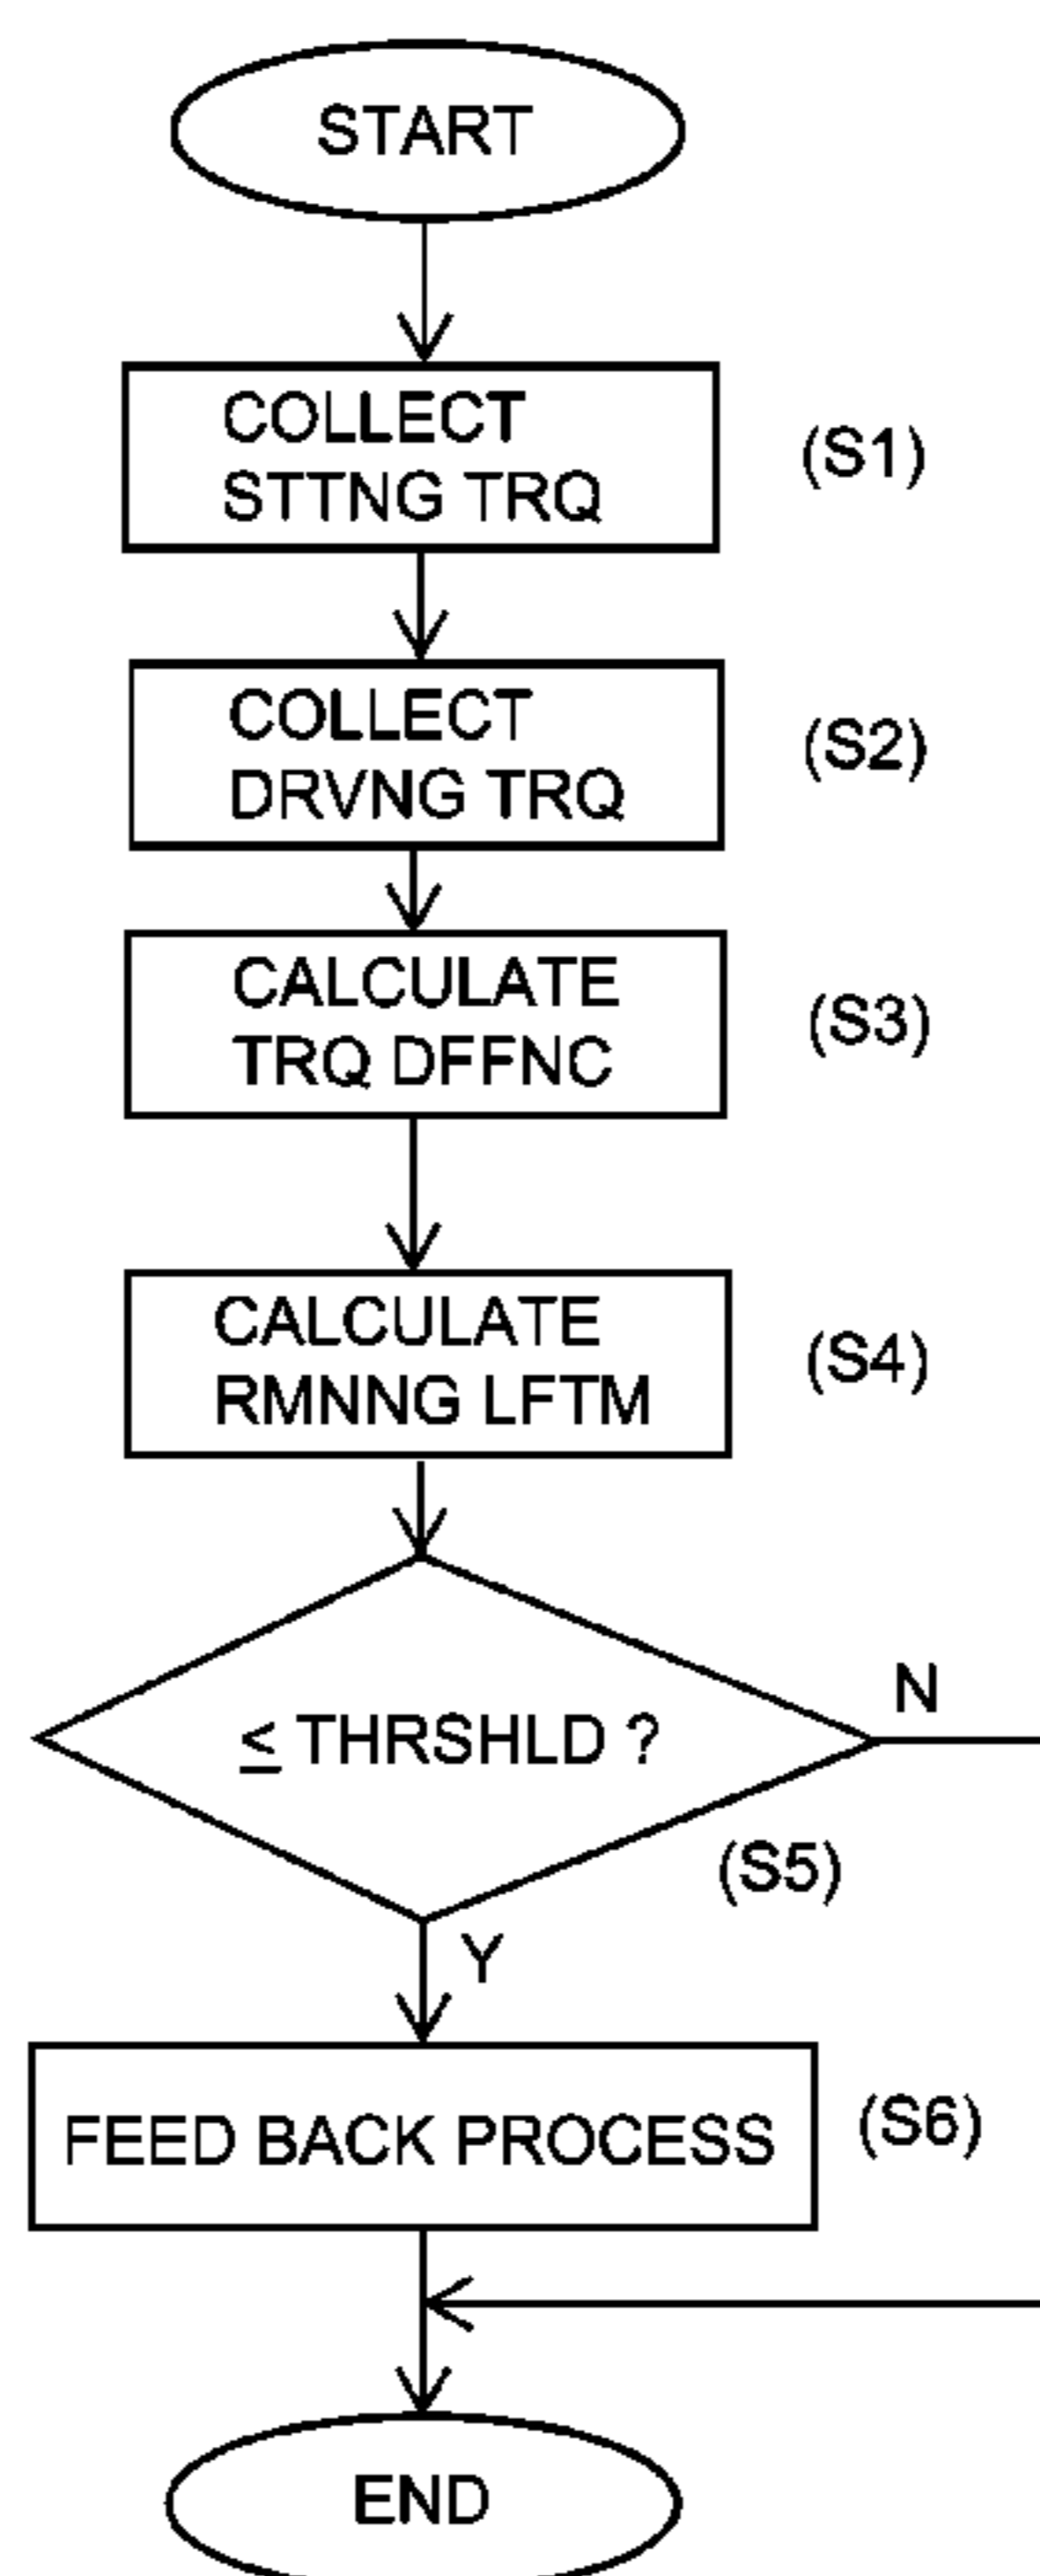 START
COLLECT
STTNG TRQ
(S1)
COLLECT
DRVNG TRQ
(S2)
CALCULATE
TRQ DFFNC
(S3)
CALCULATE
RMNNG LFTM
(S4)
≤ THRSHLD ?
N
(S5)
Y
FEED BACK PROCESS
(S6)
END